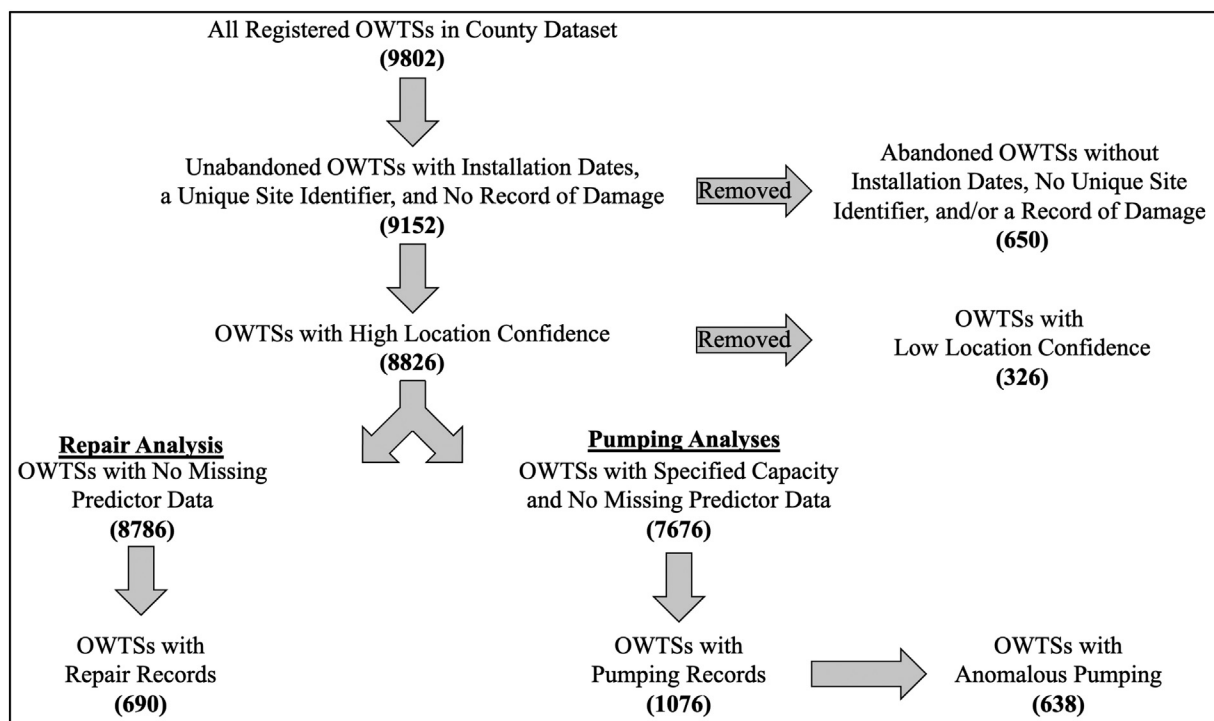 All Registered OWTSs in County Dataset
(9802)
Unabandoned OWTSs with Installation Dates,
a Unique Site Identifier, and No Record of Damage
(9152)
Removed
Abandoned OWTSs without
Installation Dates, No Unique Site
Identifier, and/or a Record of Damage
(650)
OWTSs with High Location Confidence
(8826)
Removed
OWTSs with
Low Location Confidence
(326)
Repair Analysis
OWTSs with No Missing
Predictor Data
(8786)
Pumping Analyses
OWTSs with Specified Capacity
and No Missing Predictor Data
(7676)
OWTSs with
Repair Records
(690)
OWTSs with
Pumping Records
(1076)
OWTSs with
Anomalous Pumping
(638)